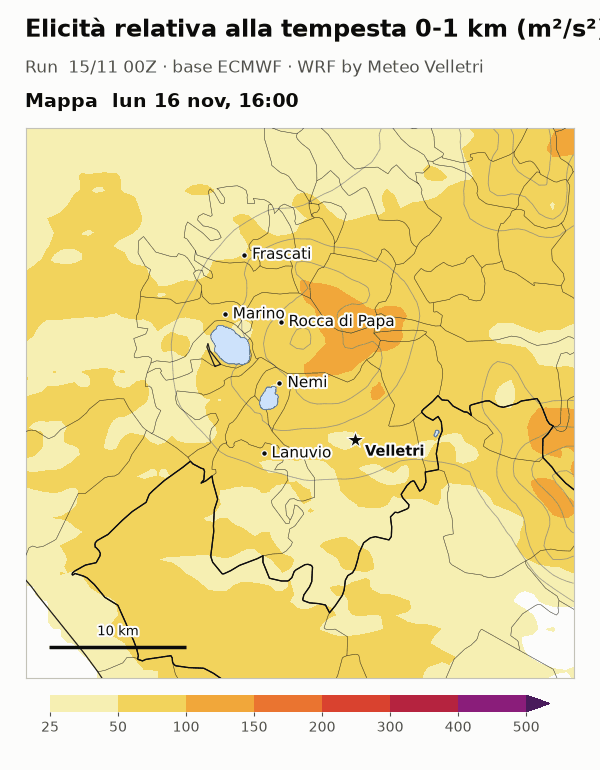 Elicità relativa alla tempesta 0-1 km (m²/s²)
Run 15/11 00Z · base ECMWF · WRF by Meteo Velletri
Mappa lun 16 nov, 16:00
Frascati
Marino
Rocca di Papa
Nemi
Velletri
Lanuvio
10 km
25 50 100 150 200 300 400 500